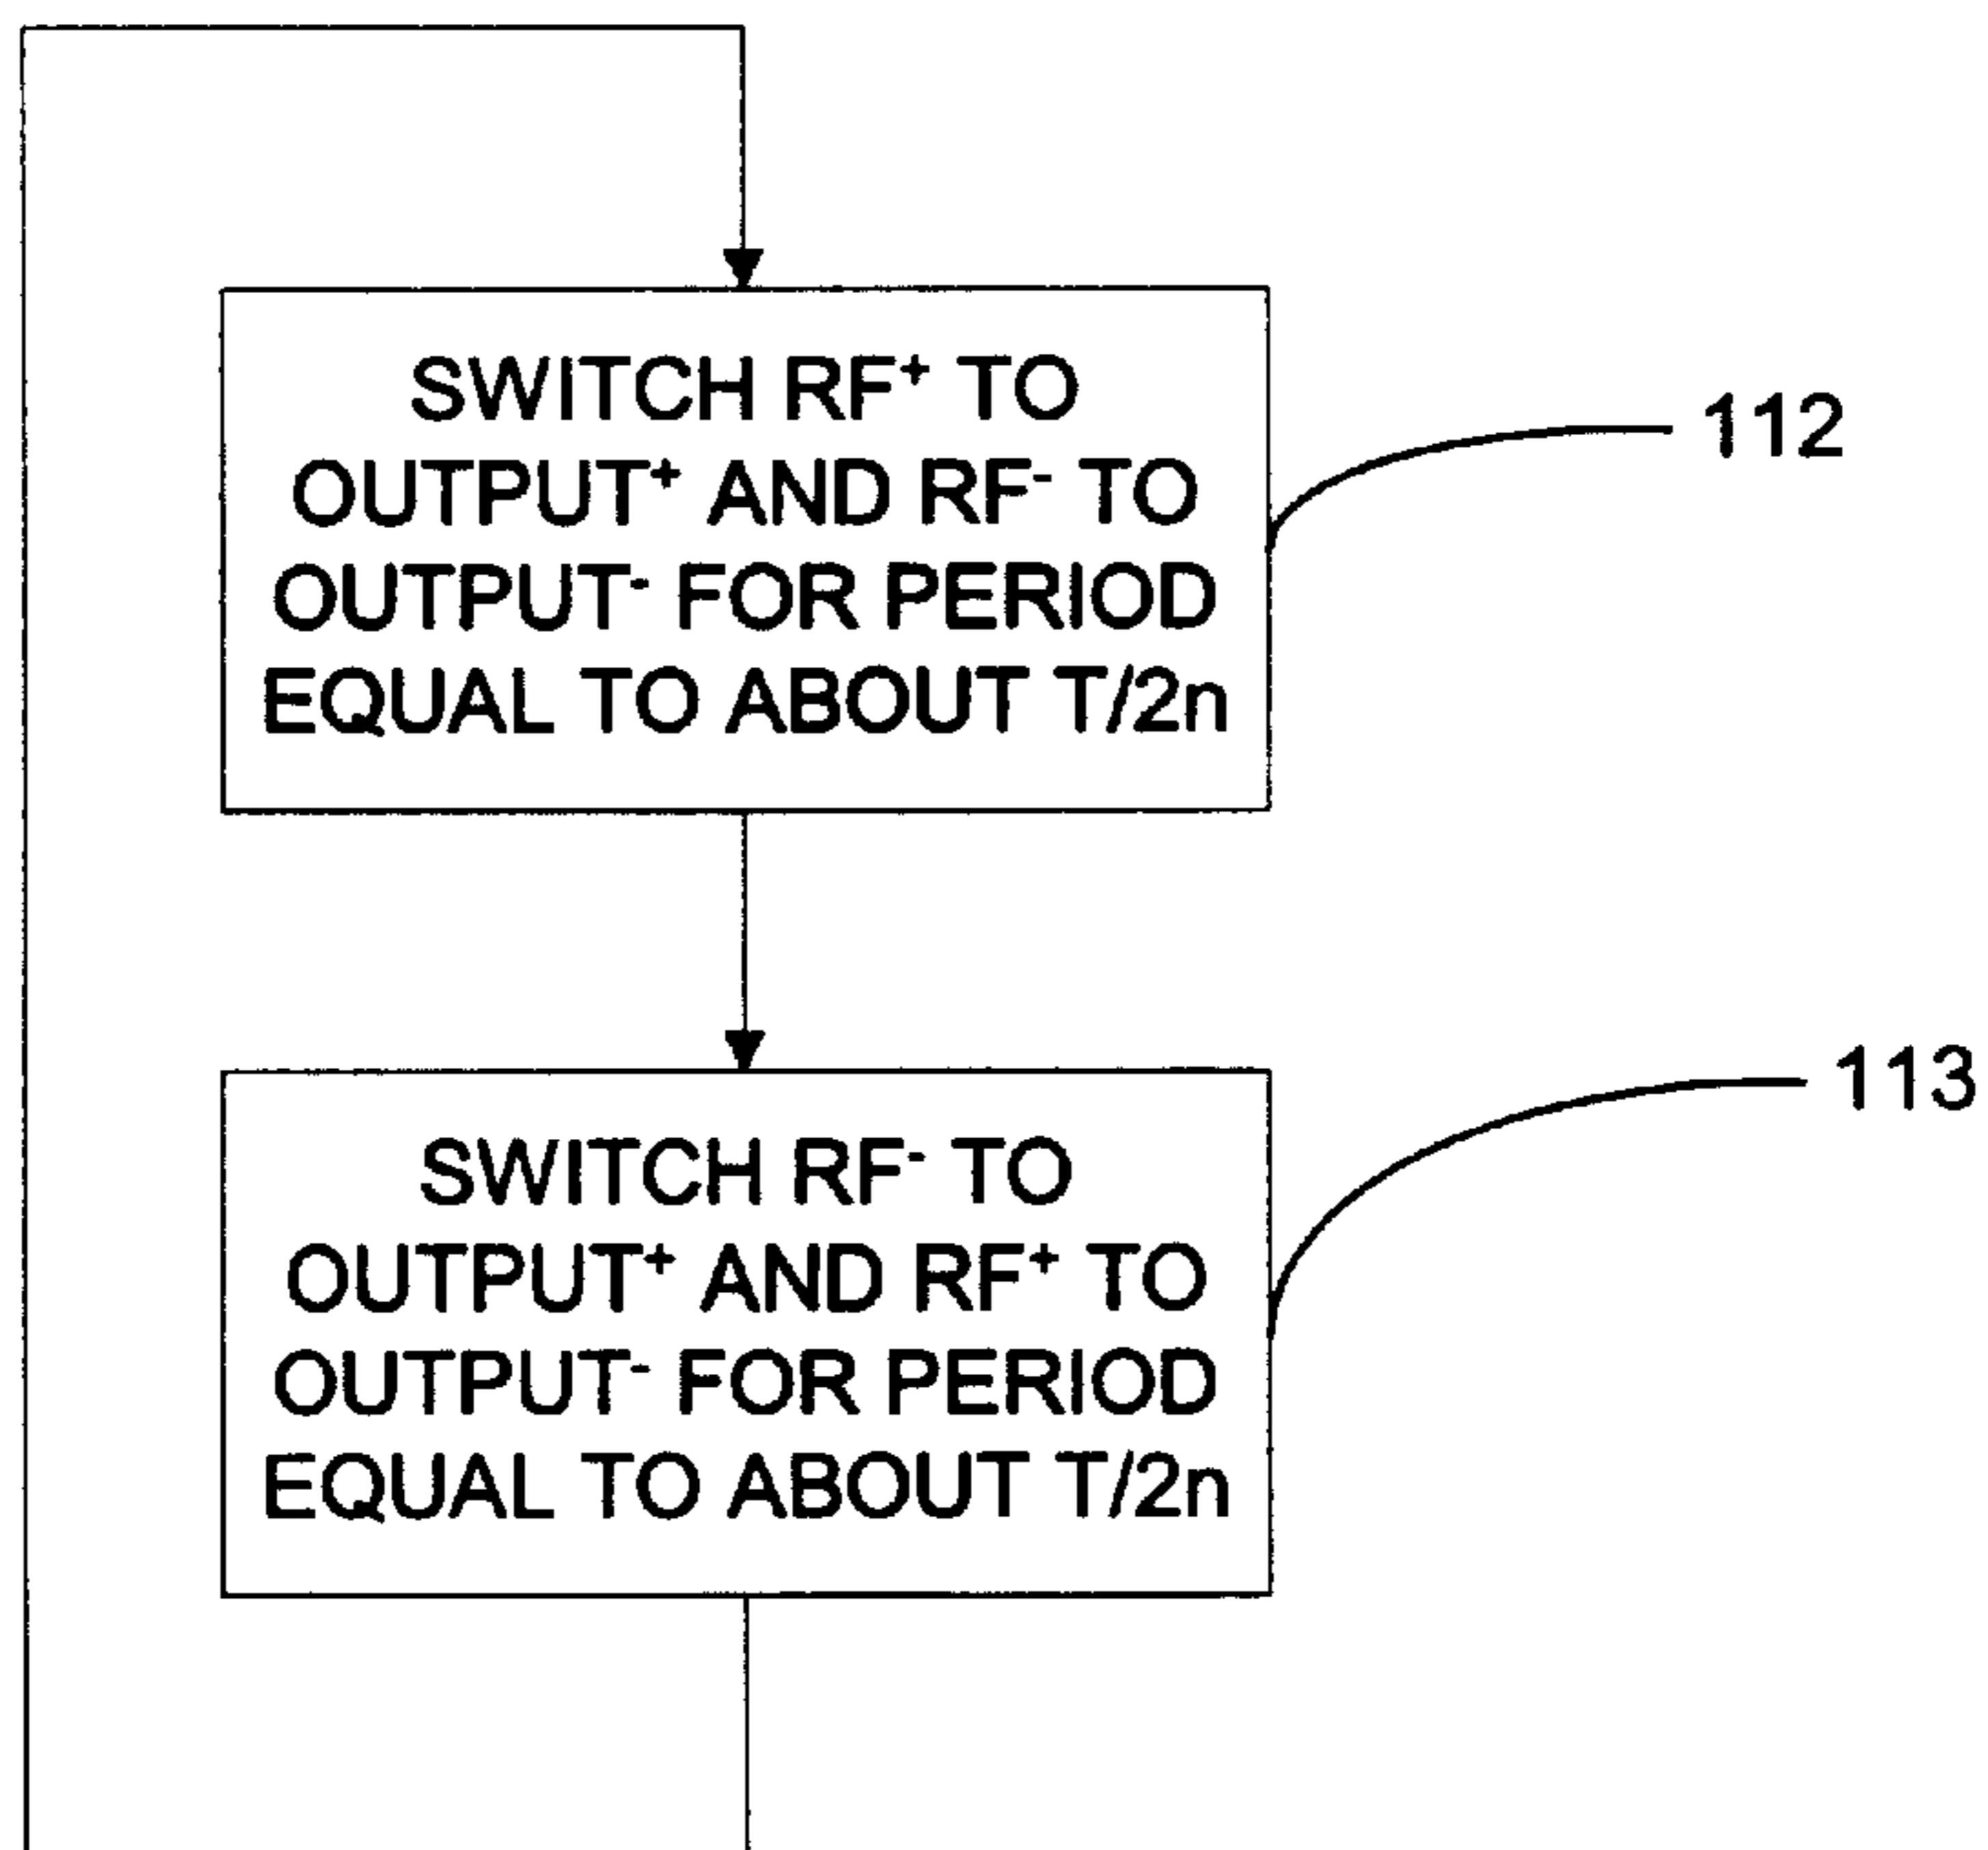 SWITCH RF⁺ TO
OUTPUT⁺ AND RF⁻ TO
OUTPUT⁻ FOR PERIOD
EQUAL TO ABOUT T/2n
112
SWITCH RF⁻ TO
OUTPUT⁺ AND RF⁺ TO
OUTPUT⁻ FOR PERIOD
EQUAL TO ABOUT T/2n
113